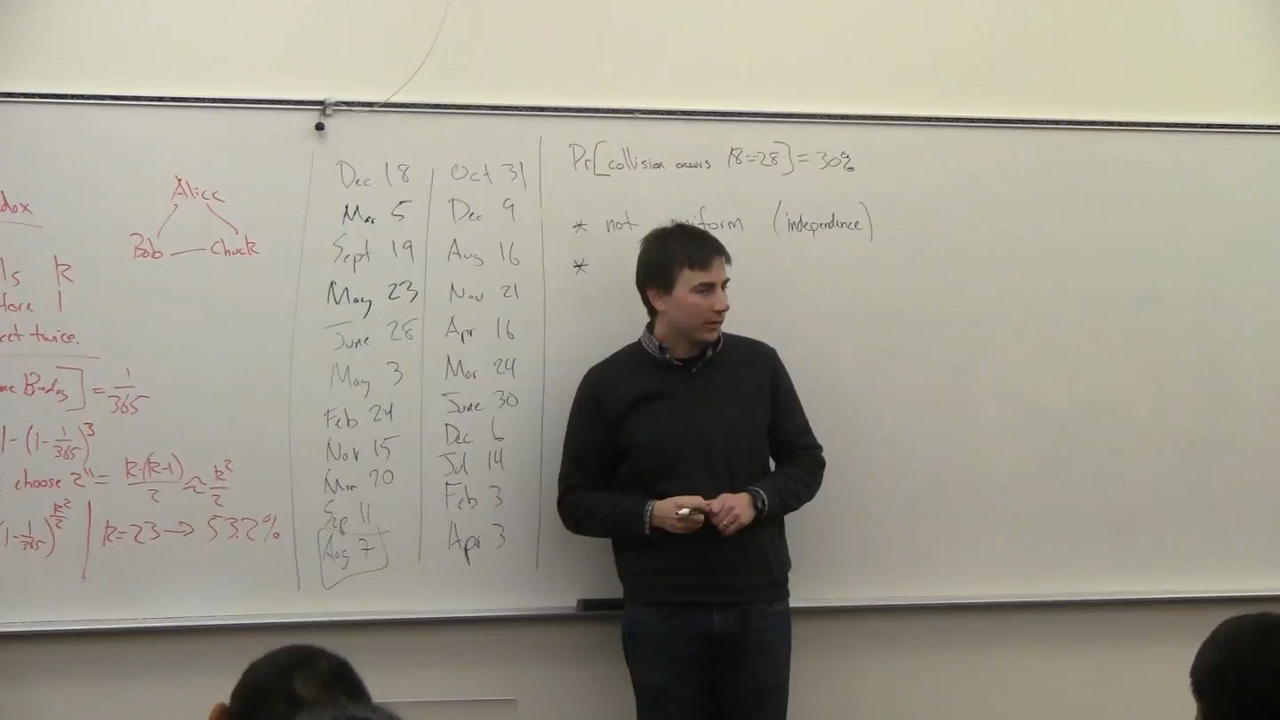 dox
k
ect twice.
B-day] = 1/365
1-(1-1/365)^3
choose 2" = k·(k-1)/2 ≈ k²/2
(1-1/365)^k²/2 | k=23 → 53.2%
Alice
Bob — Chuck
Dec 18
Mar 5
Sept 19
May 23
June 28
May 3
Feb 24
Nov 15
Mar 20
Sep 11
Aug 7
Oct 31
Dec 9
Aug 16
Nov 21
Apr 16
Mar 24
June 30
Dec 6
Jul 14
Feb 3
Apr 3
Pr[collision occurs =28] = 30%
* not uniform (independence)
*